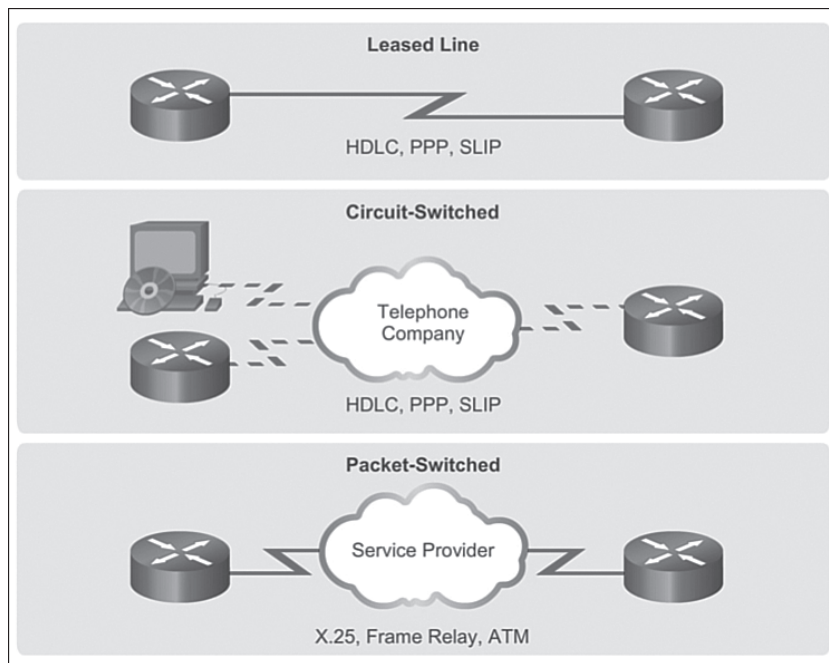 Leased Line
HDLC, PPP, SLIP
Circuit-Switched
Telephone
Company
HDLC, PPP, SLIP
Packet-Switched
Service Provider
X.25, Frame Relay, ATM